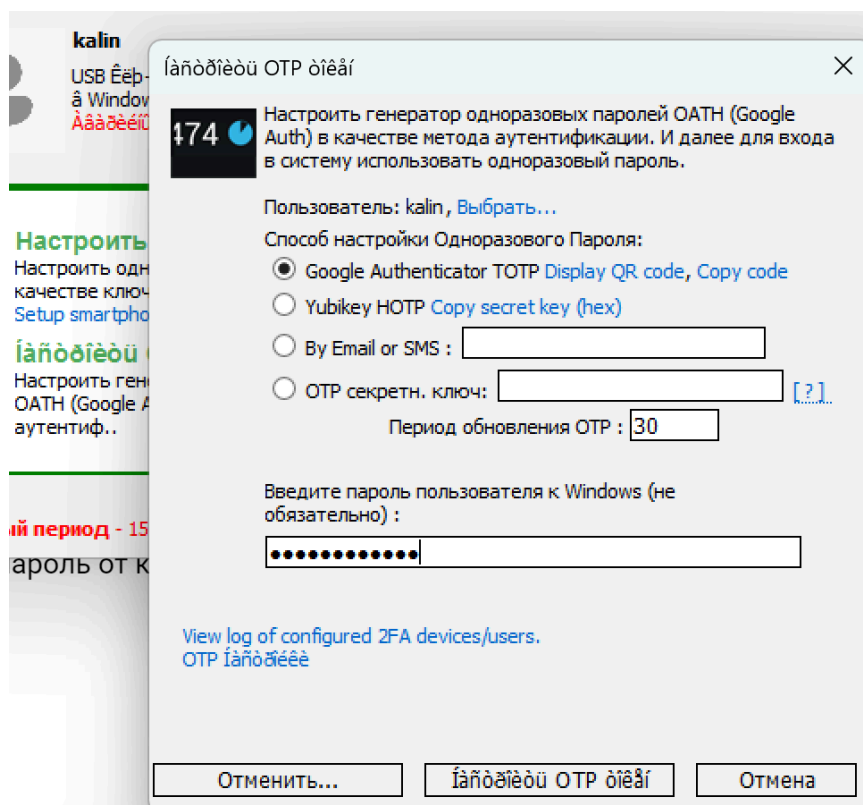 kalin
USB Êëþ-
â Window
Àâàðèéíû
Íàñòðîèòü OTP òîêåí
474
Настроить генератор одноразовых паролей OATH (Google
Auth) в качестве метода аутентификации. И далее для входа
в систему использовать одноразовый пароль.
Пользователь: kalin, Выбрать...
Способ настройки Одноразового Пароля:
Google Authenticator TOTP Display QR code, Copy code
Yubikey HOTP Copy secret key (hex)
By Email or SMS :
OTP секретн. ключ: [?]
Период обновления OTP : 30
Введите пароль пользователя к Windows (не
обязательно) :
●●●●●●●●●●●●
View log of configured 2FA devices/users.
OTP Íàñòðîéêè
Отменить...
Íàñòðîèòü OTP òîêåí
Отмена
Настроить
Настроить одн
качестве ключ
Setup smartpho
Íàñòðîèòü
Настроить ген
OATH (Google A
аутентиф..
ый период - 15
ароль от к